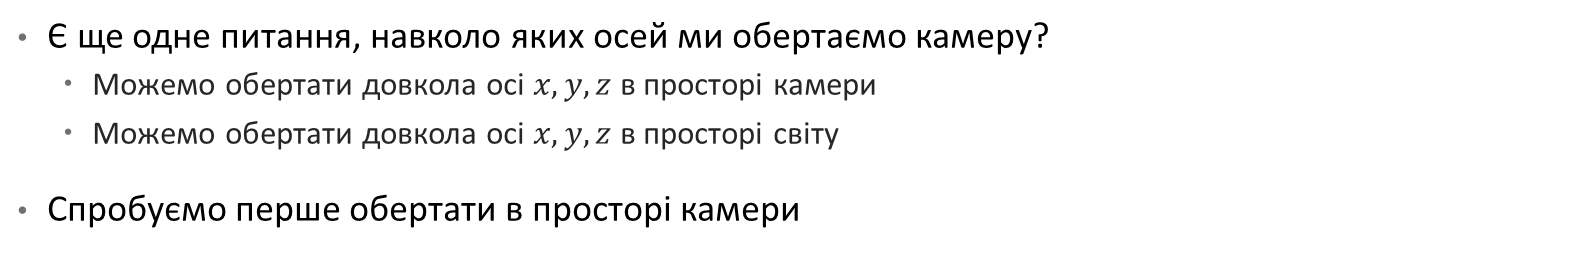 • Є ще одне питання, навколо яких осей ми обертаємо камеру?
• Можемо обертати довкола осі x, y, z в просторі камери
• Можемо обертати довкола осі x, y, z в просторі світу
• Спробуємо перше обертати в просторі камери